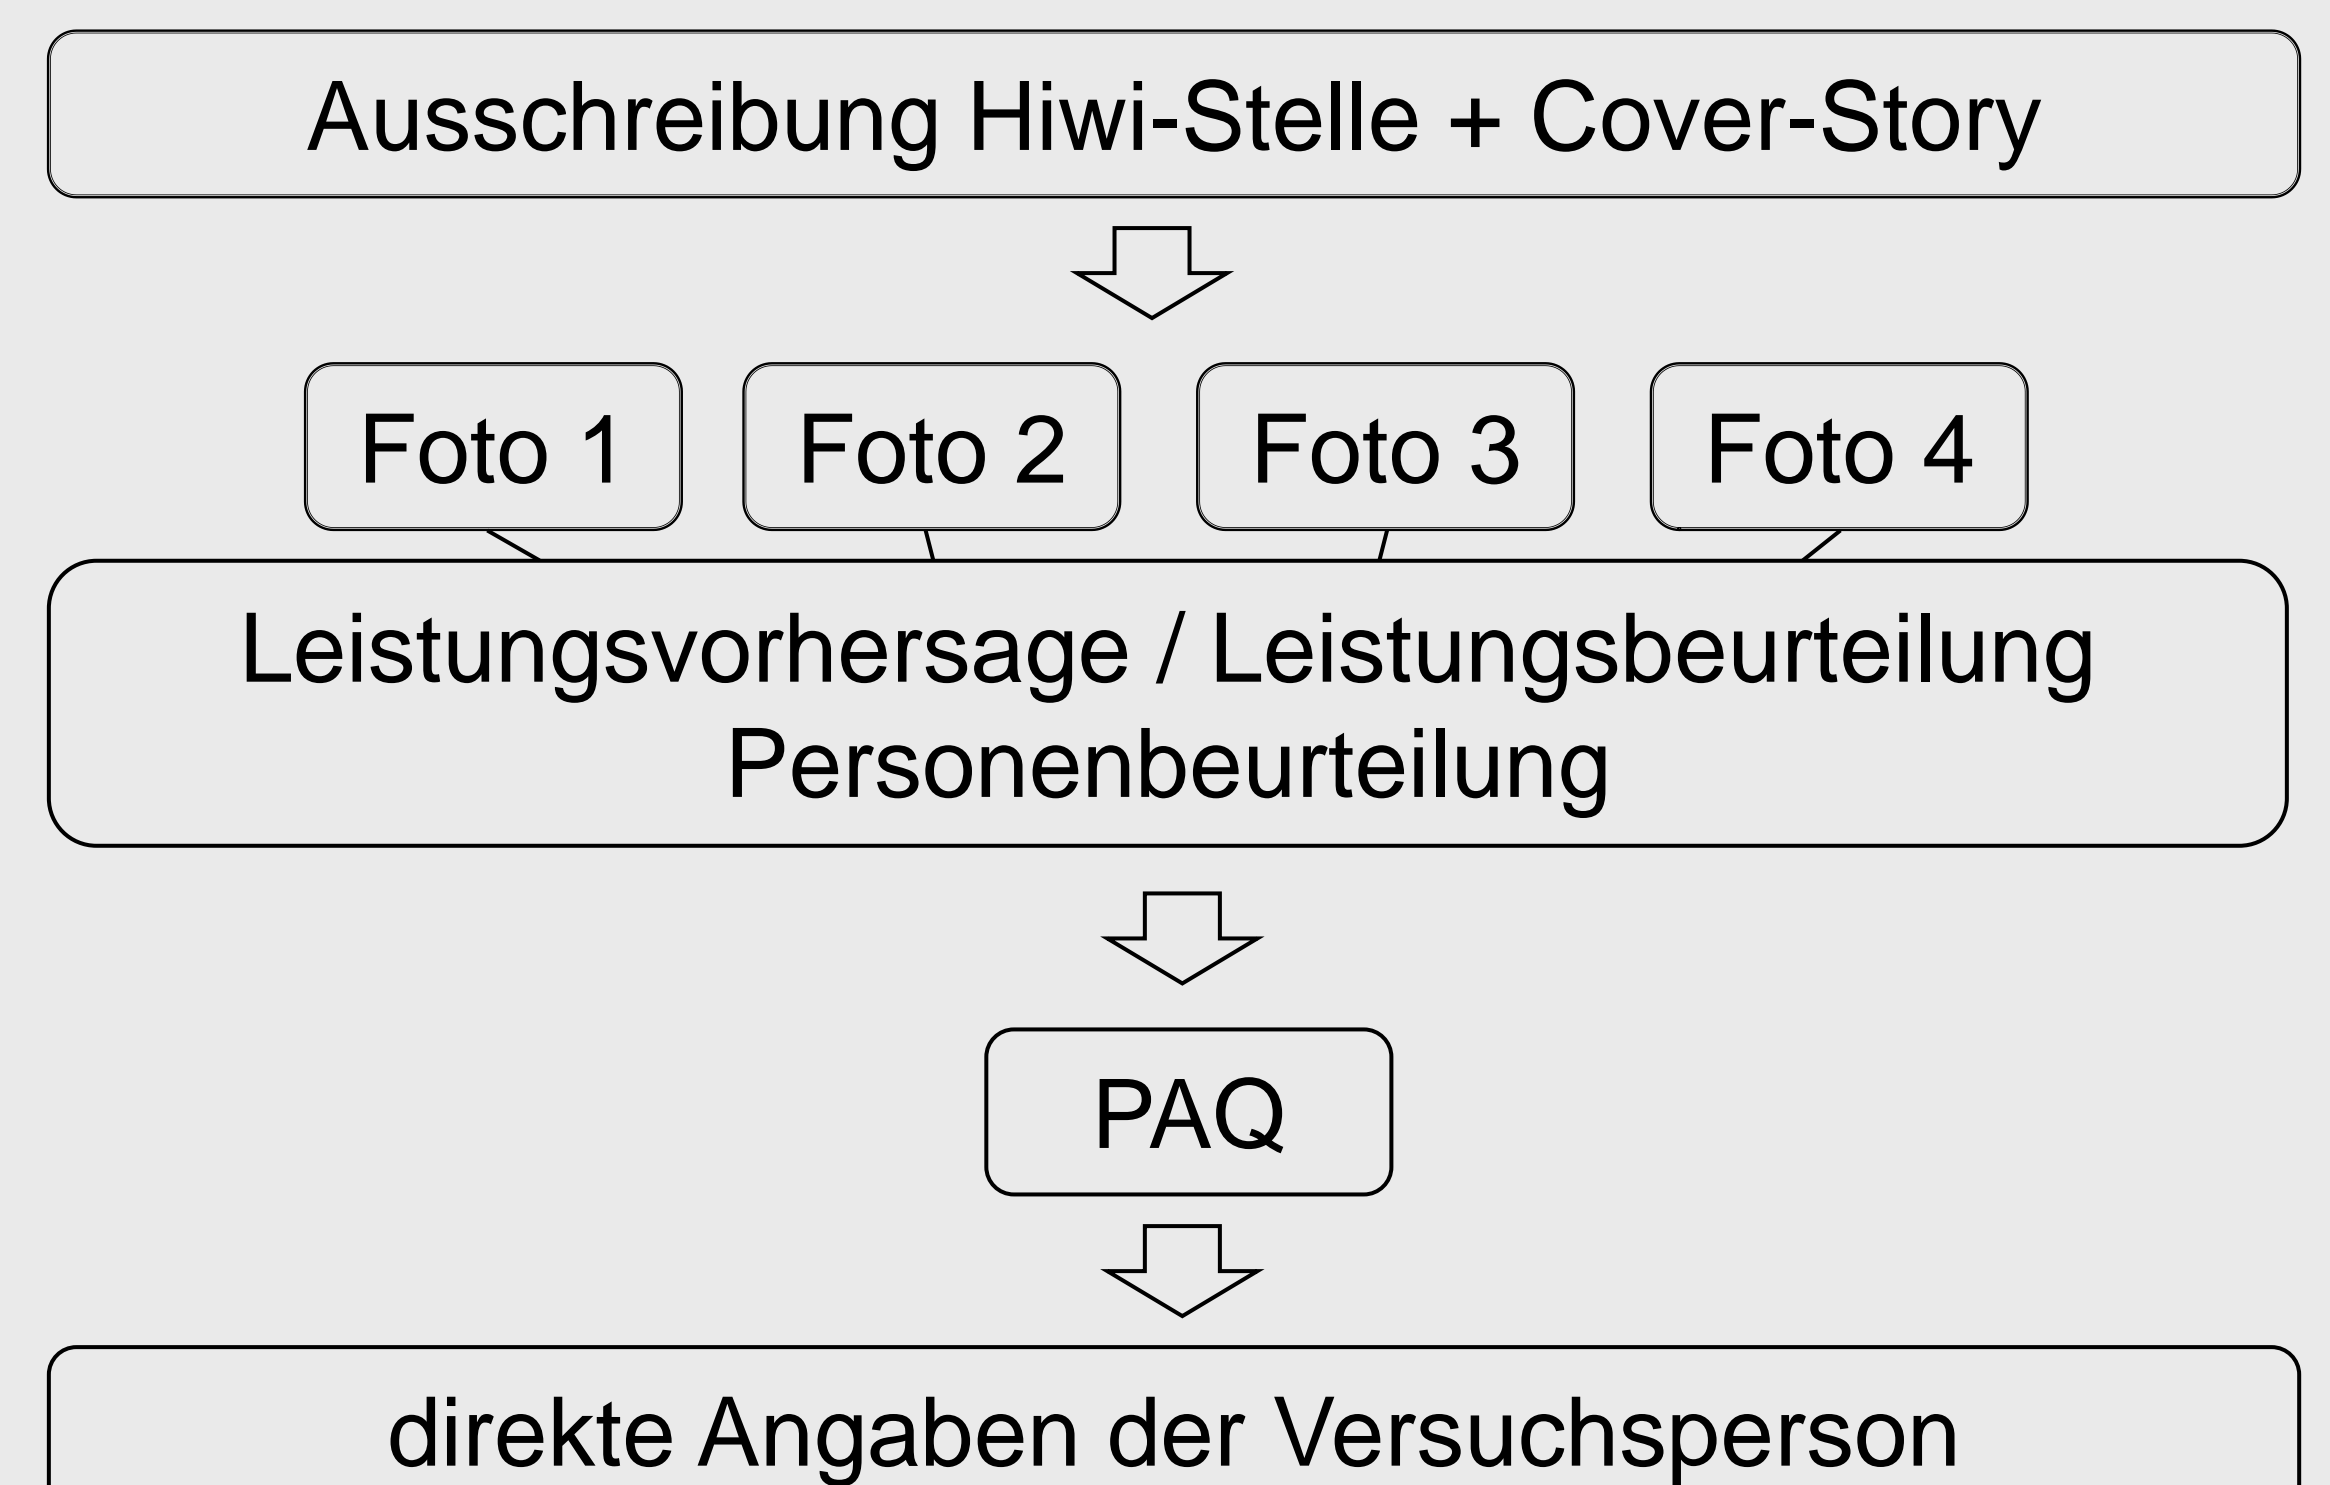 Ausschreibung Hiwi-Stelle + Cover-Story
Foto 1 Foto 2 Foto 3 Foto 4
Leistungsvorhersage / Leistungsbeurteilung
Personenbeurteilung
PAQ
direkte Angaben der Versuchsperson